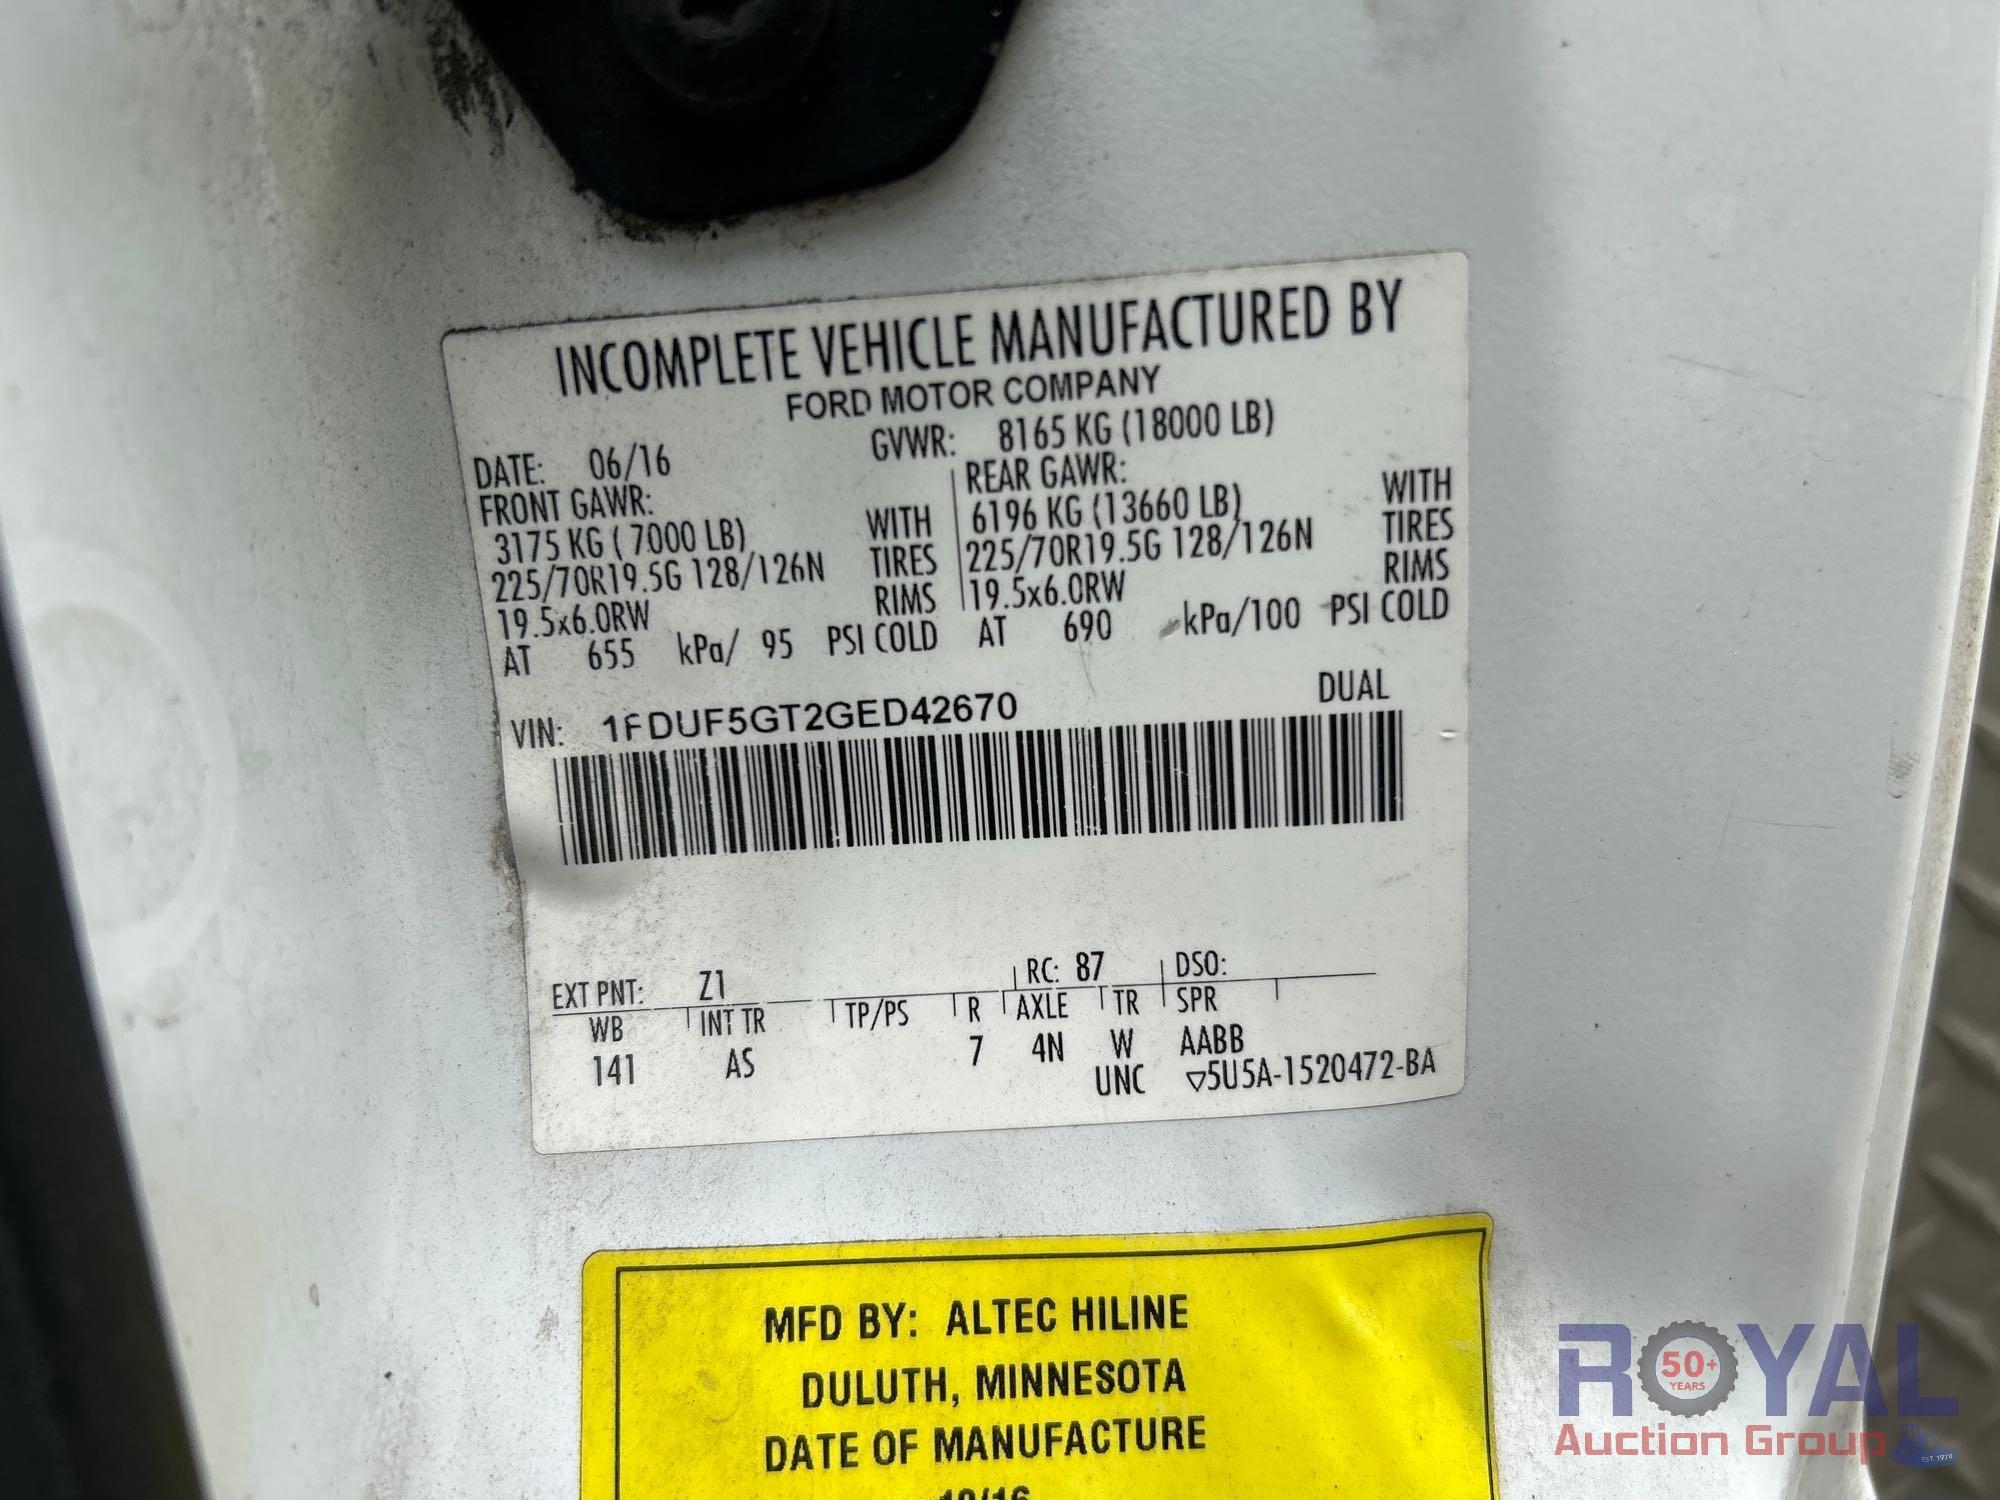 INCOMPLETE VEHICLE MANUFACTURED BY
FORD MOTOR COMPANY
DATE: 06/16 GVWR: 8165 KG (18000 LB)
FRONT GAWR: REAR GAWR:
3175 KG ( 7000 LB) WITH 6196 KG (13660 LB) WITH
225/70R19.5G 128/126N TIRES 225/70R19.5G 128/126N TIRES
19.5x6.0RW RIMS 19.5x6.0RW RIMS
AT 655 kPa/ 95 PSI COLD AT 690 kPa/100 PSI COLD
VIN: 1FDUF5GT2GED42670 DUAL
EXT PNT: Z1 RC: 87 DSO:
WB INT TR TP/PS R AXLE TR SPR
141 AS 7 4N W AABB
UNC ▽5U5A-1520472-BA
MFD BY: ALTEC HILINE
DULUTH, MINNESOTA
DATE OF MANUFACTURE
10/16
ROYAL
50+
YEARS
Auction Group
EST. 1970